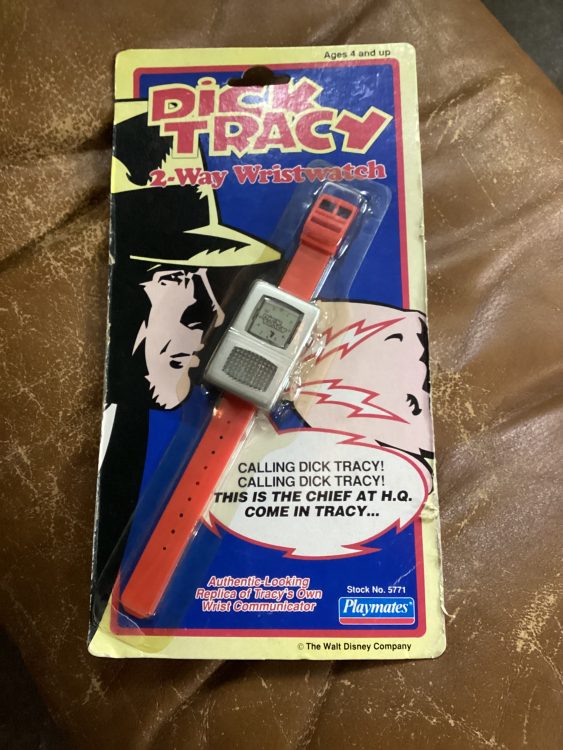 Ages 4 and up
DiCK
TRACY
2-Way Wristwatch
CALLING DICK TRACY!
CALLING DICK TRACY!
THIS IS THE CHIEF AT H.Q.
COME IN TRACY...
Authentic-Looking
Replica of Tracy's Own
Wrist Communicator
Stock No. 5771
Playmates
© The Walt Disney Company